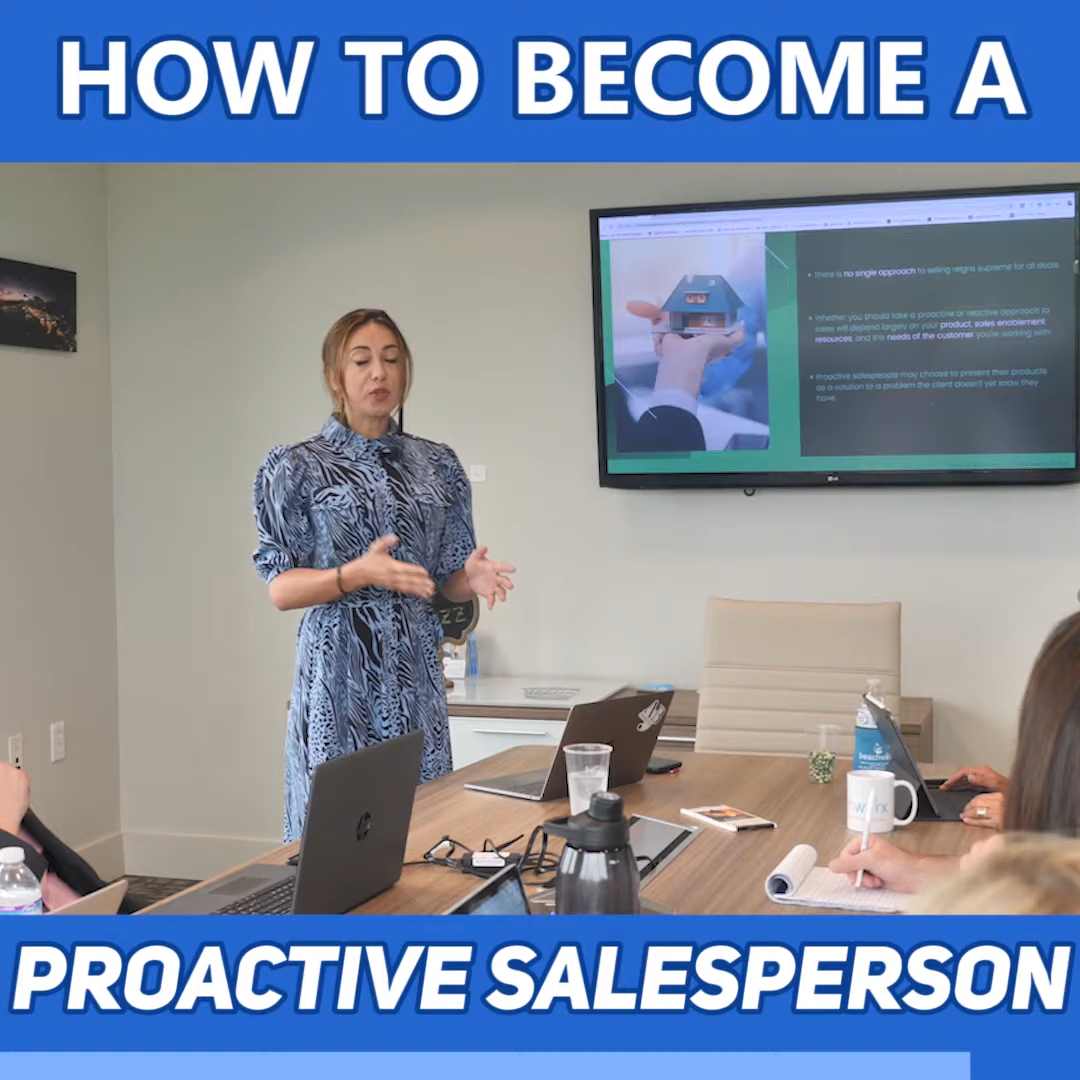 HOW TO BECOME A
There is no single approach to selling reigns supreme for all deals.
Whether you should take a proactive or reactive approach to
sales will depend largely on your product, sales enablement
resources, and the needs of the customer you're working with.
Proactive salespeople may choose to present their products
as a solution to a problem the client doesn't yet know they
have.
LG
ZZ
hp
PROACTIVE SALESPERSON